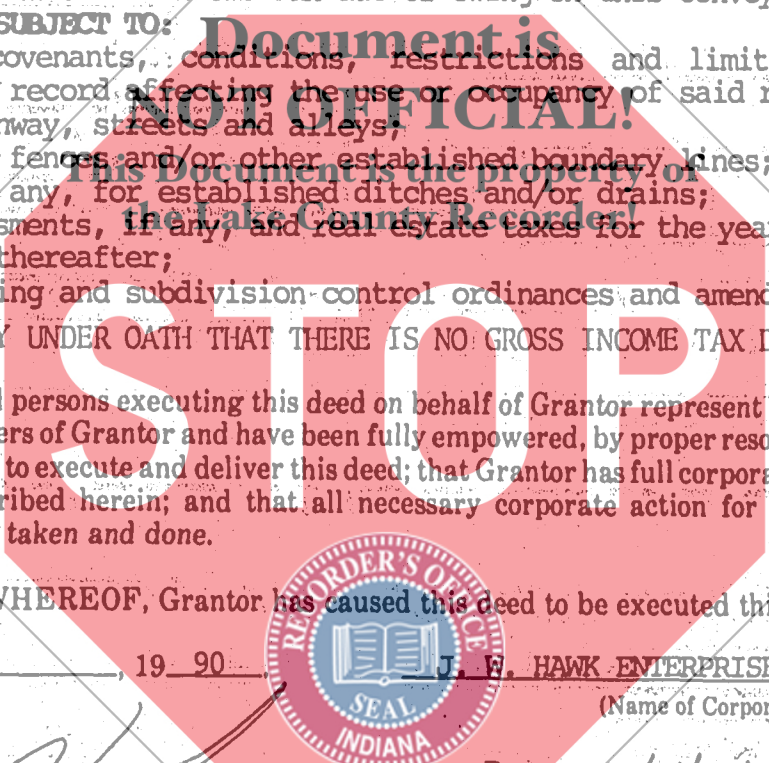 SUBJECT TO:
Document is
covenants, conditions, restrictions and limit
record affecting the use or occupancy of said r
NOT OFFICIAL!
way, streets and alleys;
fences and/or other established boundary lines;
This Document is the property of
any, for established ditches and/or drains;
the Lake County Recorder!
sments, if any, and real estate taxes for the year
thereafter;
ing and subdivision control ordinances and amend
STOP
Y UNDER OATH THAT THERE IS NO GROSS INCOME TAX D
persons executing this deed on behalf of Grantor represent
ers of Grantor and have been fully empowered, by proper reso
to execute and deliver this deed; that Grantor has full corpora
ribed herein; and that all necessary corporate action for
taken and done.
WHEREOF, Grantor has caused this deed to be executed thi
RECORDER'S OFFICE
SEAL
INDIANA
, 19 90 , J. W. HAWK ENTERPRISE
(Name of Corpor